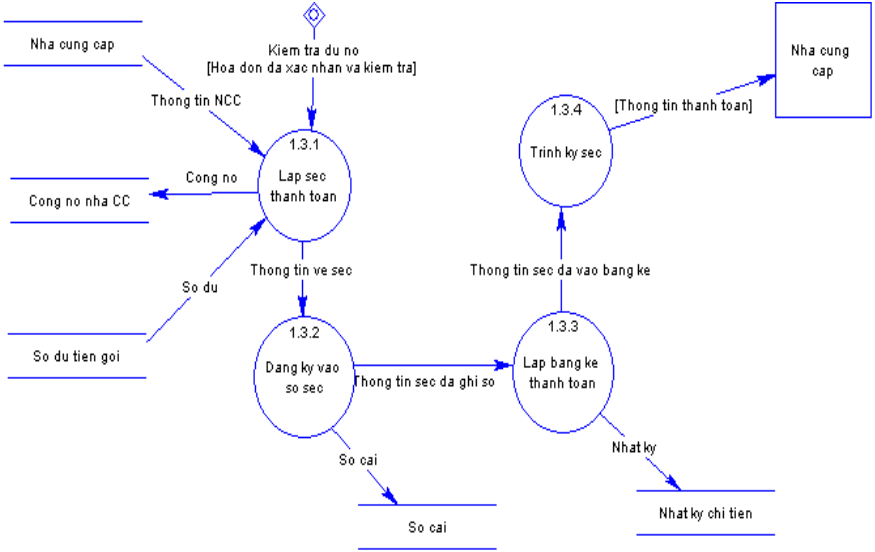 Nha cung cap
Kiem tra du no
[Hoa don da xac nhan va kiem tra]
Thong tin NCC
1.3.1
Lap sec
thanh toan
Cong no
Cong no nha CC
So du
So du tien goi
Thong tin ve sec
1.3.2
Dang ky vao
so sec
Thong tin sec da ghi so
So cai
So cai
1.3.3
Lap bang ke
thanh toan
Nhat ky
Nhat ky chi tien
Thong tin sec da vao bang ke
1.3.4
Trinh ky sec
[Thong tin thanh toan]
Nha cung
cap